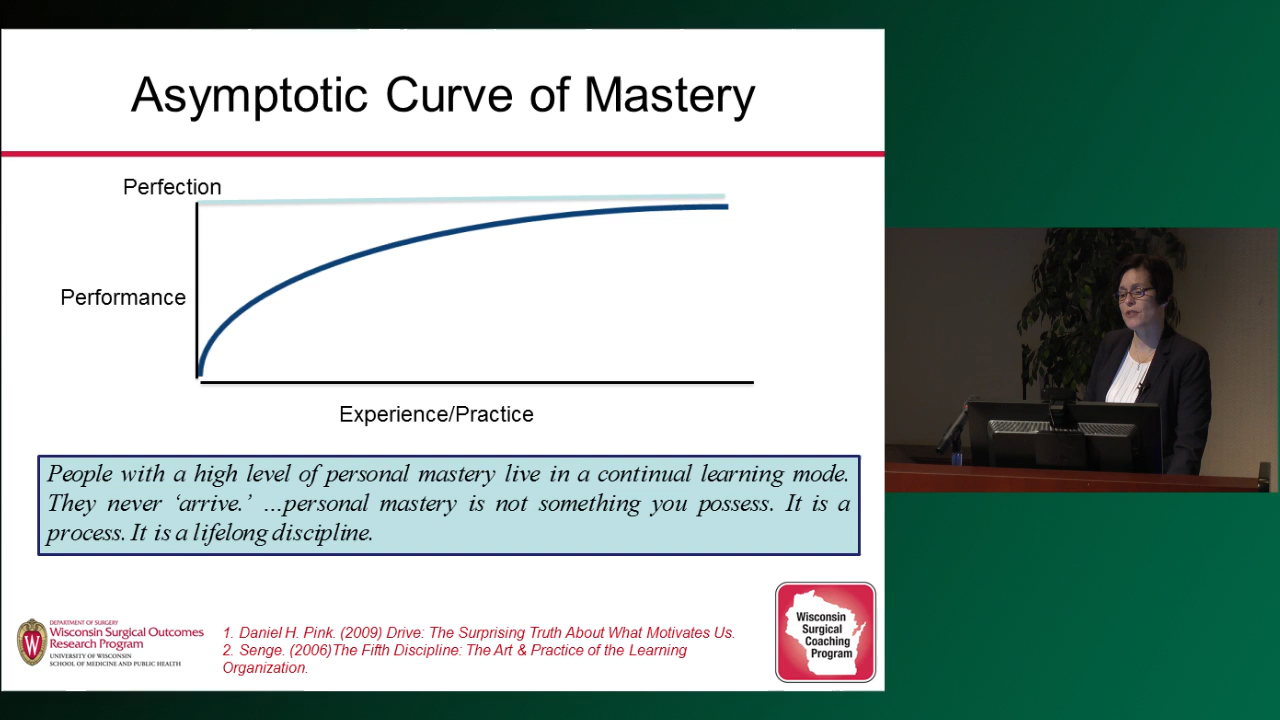 Asymptotic Curve of Mastery
Perfection
Performance
Experience/Practice
People with a high level of personal mastery live in a continual learning mode.
They never ‘arrive.’ …personal mastery is not something you possess. It is a
process. It is a lifelong discipline.
DEPARTMENT OF SURGERY
Wisconsin Surgical Outcomes
Research Program
UNIVERSITY OF WISCONSIN
SCHOOL OF MEDICINE AND PUBLIC HEALTH
W
1. Daniel H. Pink. (2009) Drive: The Surprising Truth About What Motivates Us.
2. Senge. (2006)The Fifth Discipline: The Art & Practice of the Learning
Organization.
Wisconsin
Surgical
Coaching
Program